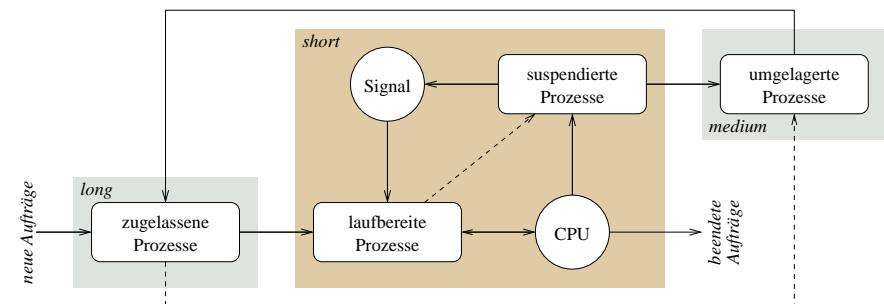 short
suspendierte
Prozesse
umgelagerte
Prozesse
Signal
medium
long
neue Aufträge
zugelassene
Prozesse
laufbereite
Prozesse
CPU
beendete
Aufträge